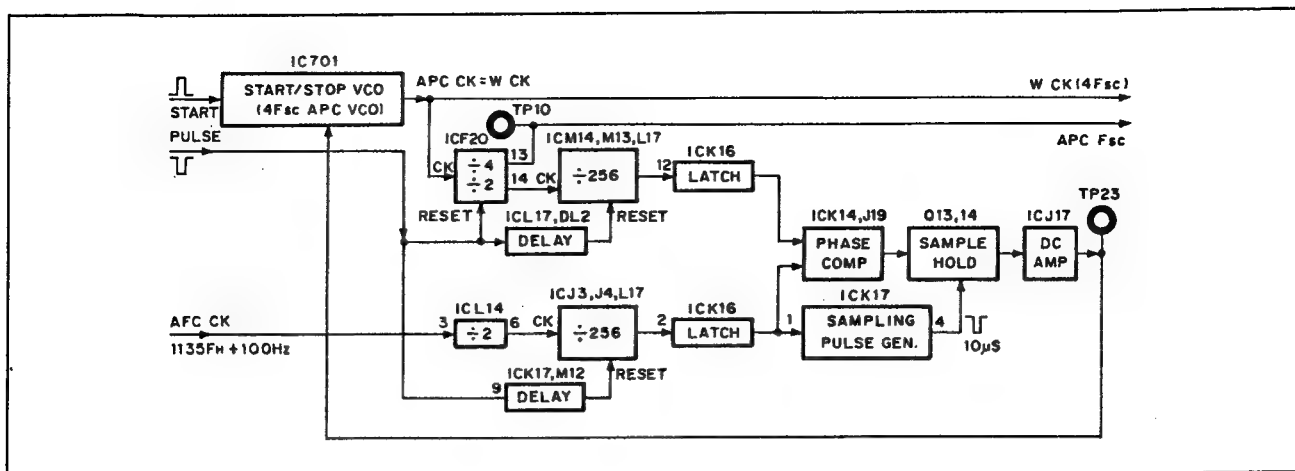 IC701
START/STOP VCO
(4Fsc APC VCO)
START
PULSE
APC CK=W CK
W CK(4Fsc)
TP10
APC Fsc
ICF20
÷4
÷2
CK
13
14
CK
RESET
ICM14,M13,L17
÷256
RESET
12
ICK16
LATCH
ICL17,DL2
DELAY
ICK14,J19
PHASE
COMP
Q13,14
SAMPLE
HOLD
ICJ17
DC
AMP
TP23
AFC CK
1135FH+100Hz
ICL14
3
÷2
6
CK
ICJ3,J4,L17
÷256
RESET
2
ICK16
LATCH
ICK17
1
SAMPLING
PULSE GEN.
4
10μS
ICK17,M12
9
DELAY